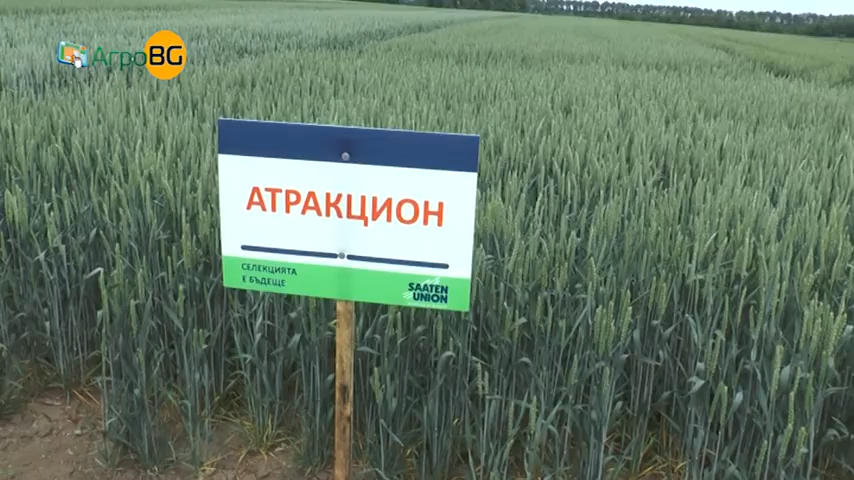 АгроBG
АТРАКЦИОН
СЕЛЕКЦИЯТА
Е БЪДЕЩЕ
SAATEN
UNION